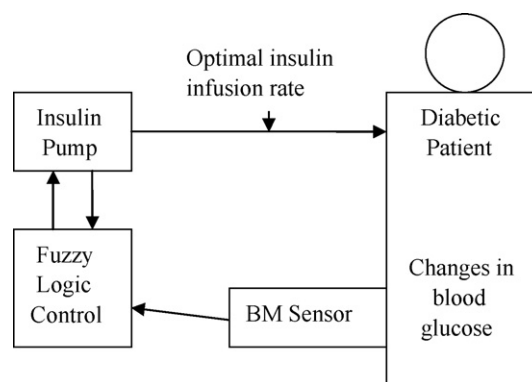 Optimal insulin
infusion rate
Insulin
Pump
Diabetic
Patient
Fuzzy
Logic
Control
BM Sensor
Changes in
blood
glucose